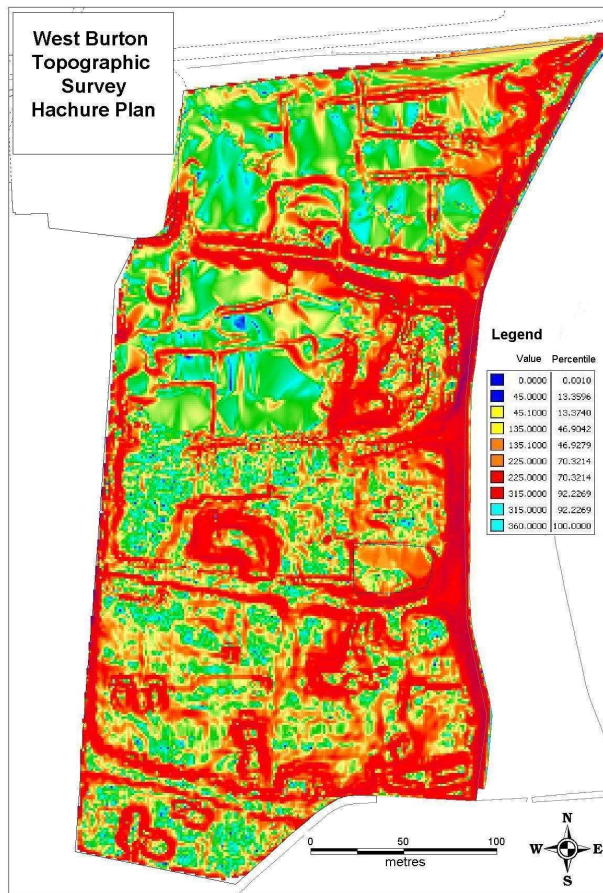 West Burton
Topographic
Survey
Hachure Plan
Legend
Value Percentile
0.0000 0.0010
45.0000 13.3596
45.1000 13.3740
135.0000 46.9042
135.1000 46.9279
225.0000 70.3214
225.0000 70.3214
315.0000 92.2269
315.0000 92.2269
360.0000 100.0000
N
W E
S
0 50 100
metres